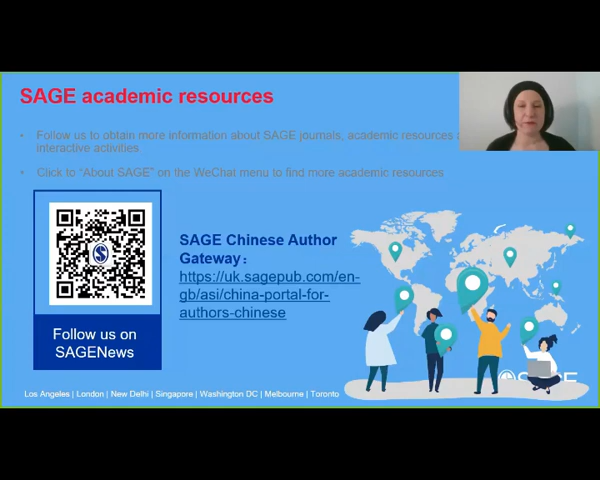 SAGE academic resources
• Follow us to obtain more information about SAGE journals, academic resources
interactive activities
• Click to “About SAGE” on the WeChat menu to find more academic resources
SAGE Chinese Author
Gateway：
https://uk.sagepub.com/en-
gb/asi/china-portal-for-
authors-chinese
Follow us on
SAGENews
Los Angeles | London | New Delhi | Singapore | Washington DC | Melbourne | Toronto